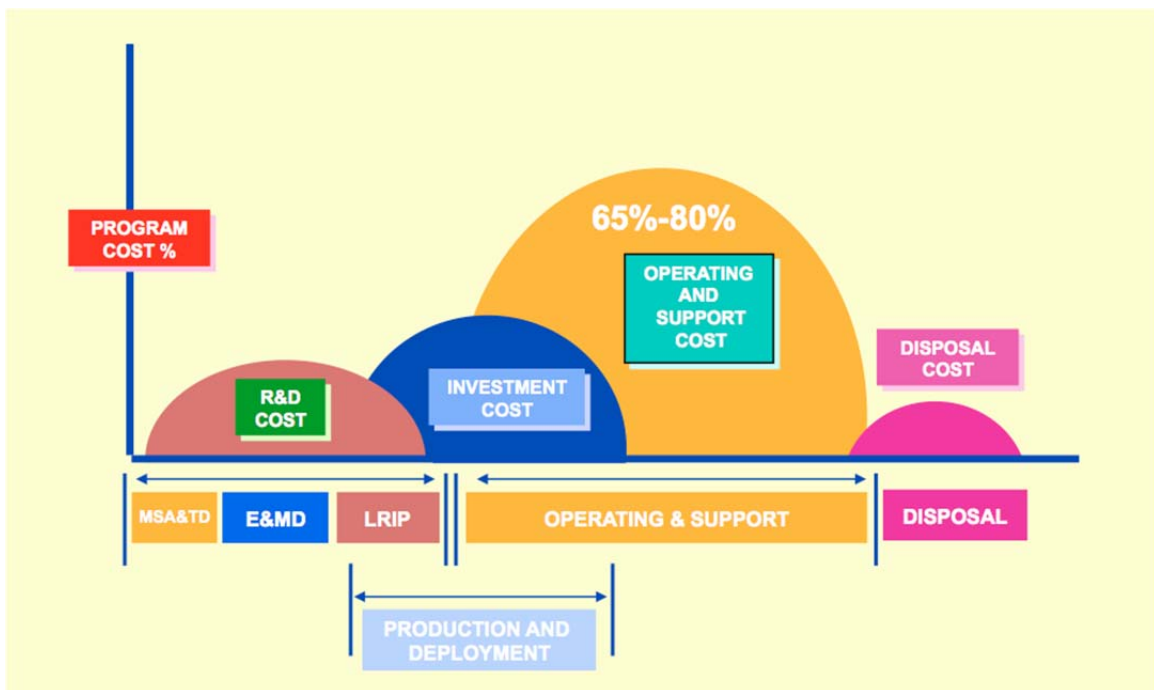 PROGRAM
COST %
65%-80%
OPERATING
AND
SUPPORT
COST
DISPOSAL
COST
R&D
COST
INVESTMENT
COST
MSA&TD
E&MD
LRIP
OPERATING & SUPPORT
DISPOSAL
PRODUCTION AND
DEPLOYMENT